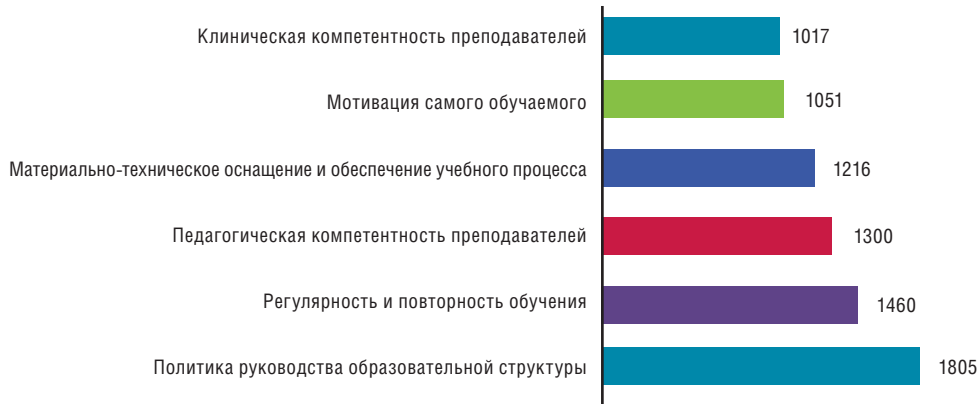 Клиническая компетентность преподавателей 1017
Мотивация самого обучаемого 1051
Материально-техническое оснащение и обеспечение учебного процесса 1216
Педагогическая компетентность преподавателей 1300
Регулярность и повторность обучения 1460
Политика руководства образовательной структуры 1805